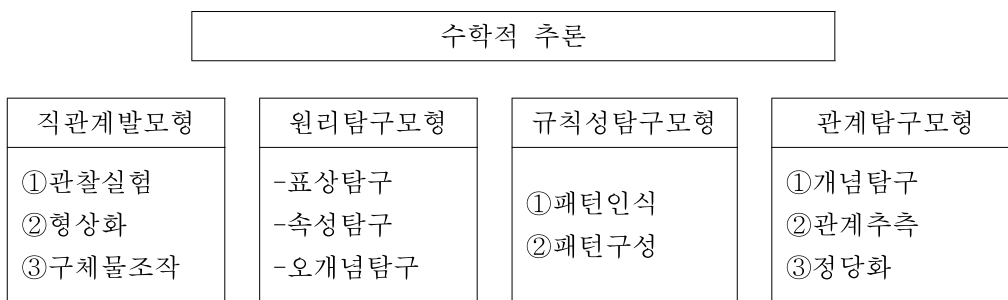 수학적 추론
직관계발모형
①관찰실험
②형상화
③구체물조작
원리탐구모형
-표상탐구
-속성탐구
-오개념탐구
규칙성탐구모형
①패턴인식
②패턴구성
관계탐구모형
①개념탐구
②관계추측
③정당화